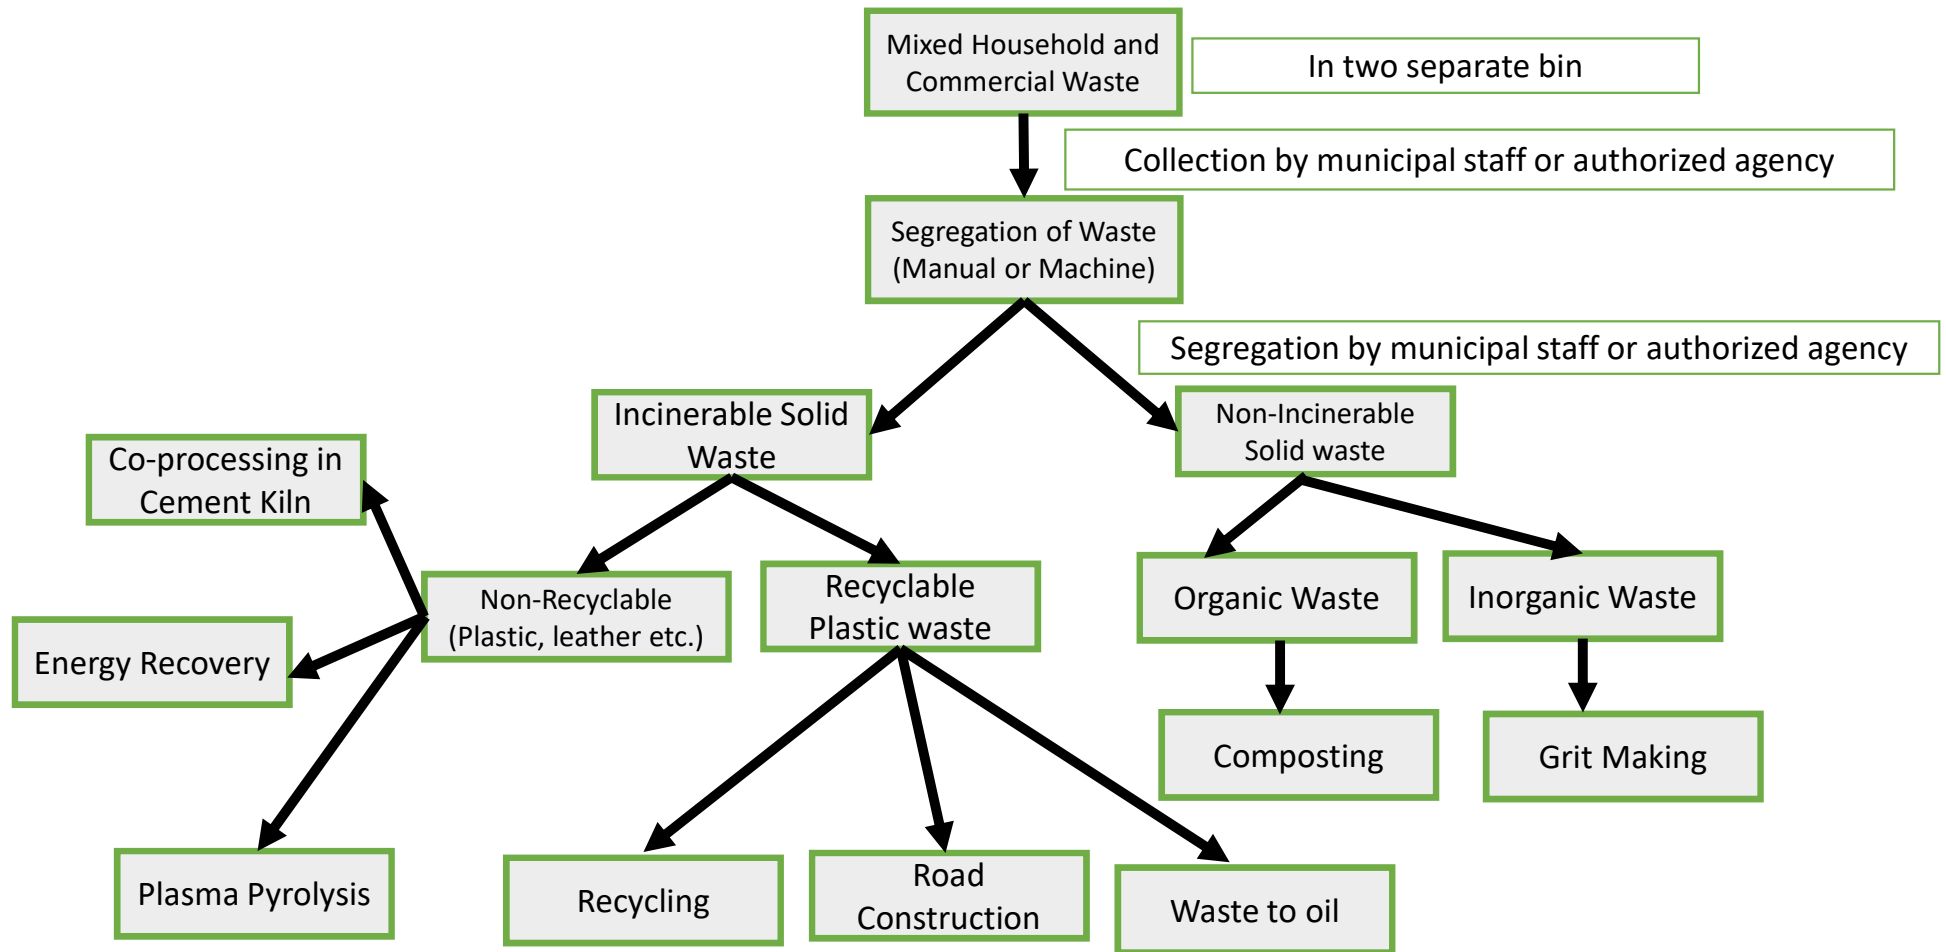 Mixed Household and
Commercial Waste
In two separate bin
Collection by municipal staff or authorized agency
Segregation of Waste
(Manual or Machine)
Segregation by municipal staff or authorized agency
Incinerable Solid
Waste
Non-Incinerable
Solid waste
Co-processing in
Cement Kiln
Non-Recyclable
(Plastic, leather etc.)
Recyclable
Plastic waste
Organic Waste
Inorganic Waste
Energy Recovery
Composting
Grit Making
Plasma Pyrolysis
Recycling
Road
Construction
Waste to oil